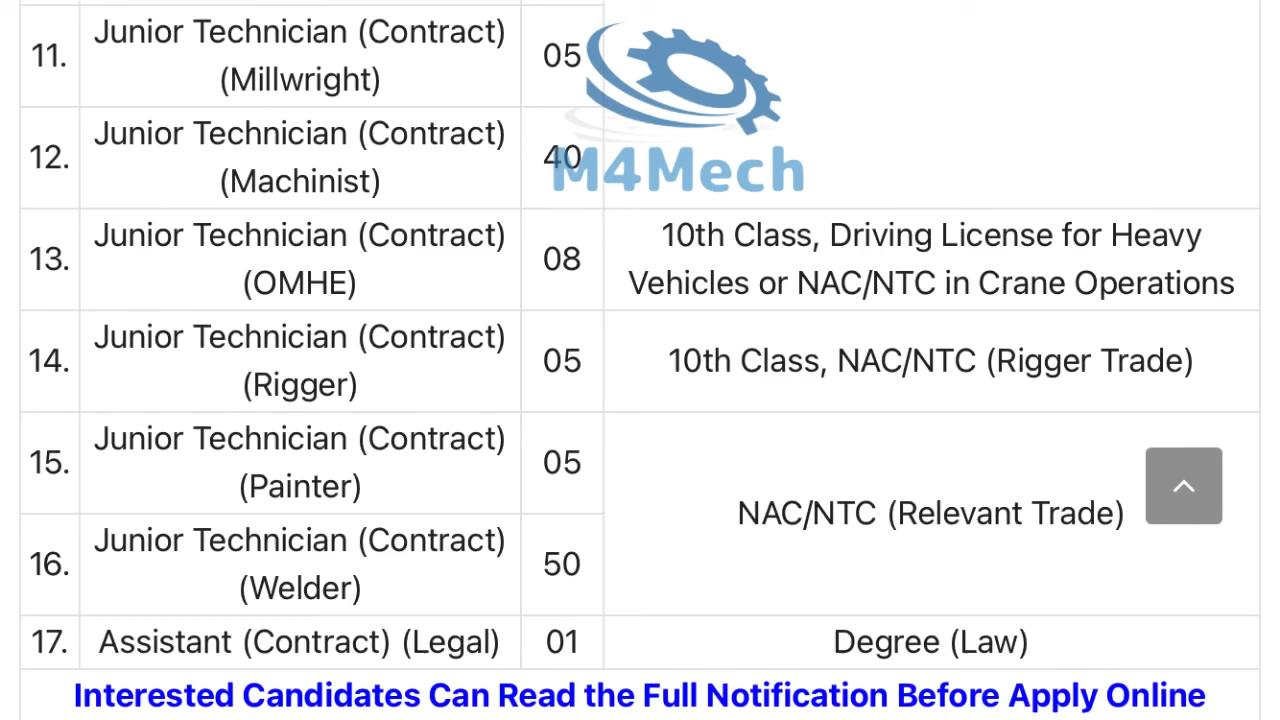 11.
Junior Technician (Contract)
(Millwright)
05
12.
Junior Technician (Contract)
(Machinist)
40
M4Mech
13.
Junior Technician (Contract)
(OMHE)
08
10th Class, Driving License for Heavy
Vehicles or NAC/NTC in Crane Operations
14.
Junior Technician (Contract)
(Rigger)
05
10th Class, NAC/NTC (Rigger Trade)
15.
Junior Technician (Contract)
(Painter)
05
NAC/NTC (Relevant Trade)
16.
Junior Technician (Contract)
(Welder)
50
17.
Assistant (Contract) (Legal)
01
Degree (Law)
Interested Candidates Can Read the Full Notification Before Apply Online